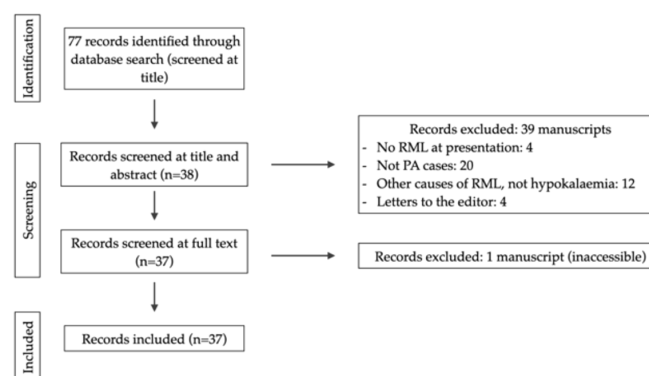 Identification
77 records identified through
database search (screened at
title)
Screening
Records screened at title and
abstract (n=38)
Records excluded: 39 manuscripts
- No RML at presentation: 4
- Not PA cases: 20
- Other causes of RML, not hypokalaemia: 12
- Letters to the editor: 4
Records screened at full text
(n=37)
Records excluded: 1 manuscript (inaccessible)
Included
Records included (n=37)